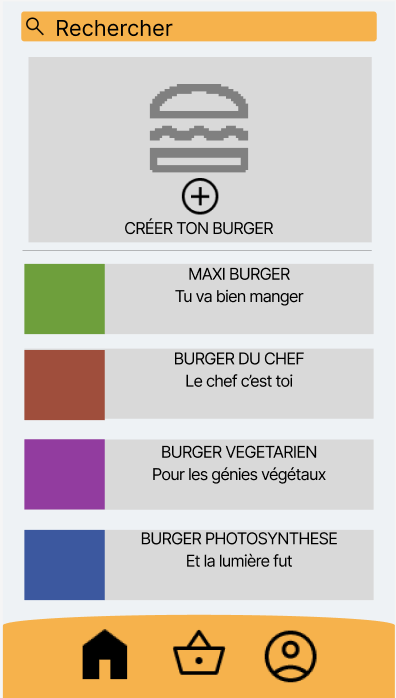 Rechercher
CRÉER TON BURGER
MAXI BURGER
Tu va bien manger
BURGER DU CHEF
Le chef c’est toi
BURGER VEGETARIEN
Pour les génies végétaux
BURGER PHOTOSYNTHESE
Et la lumière fut